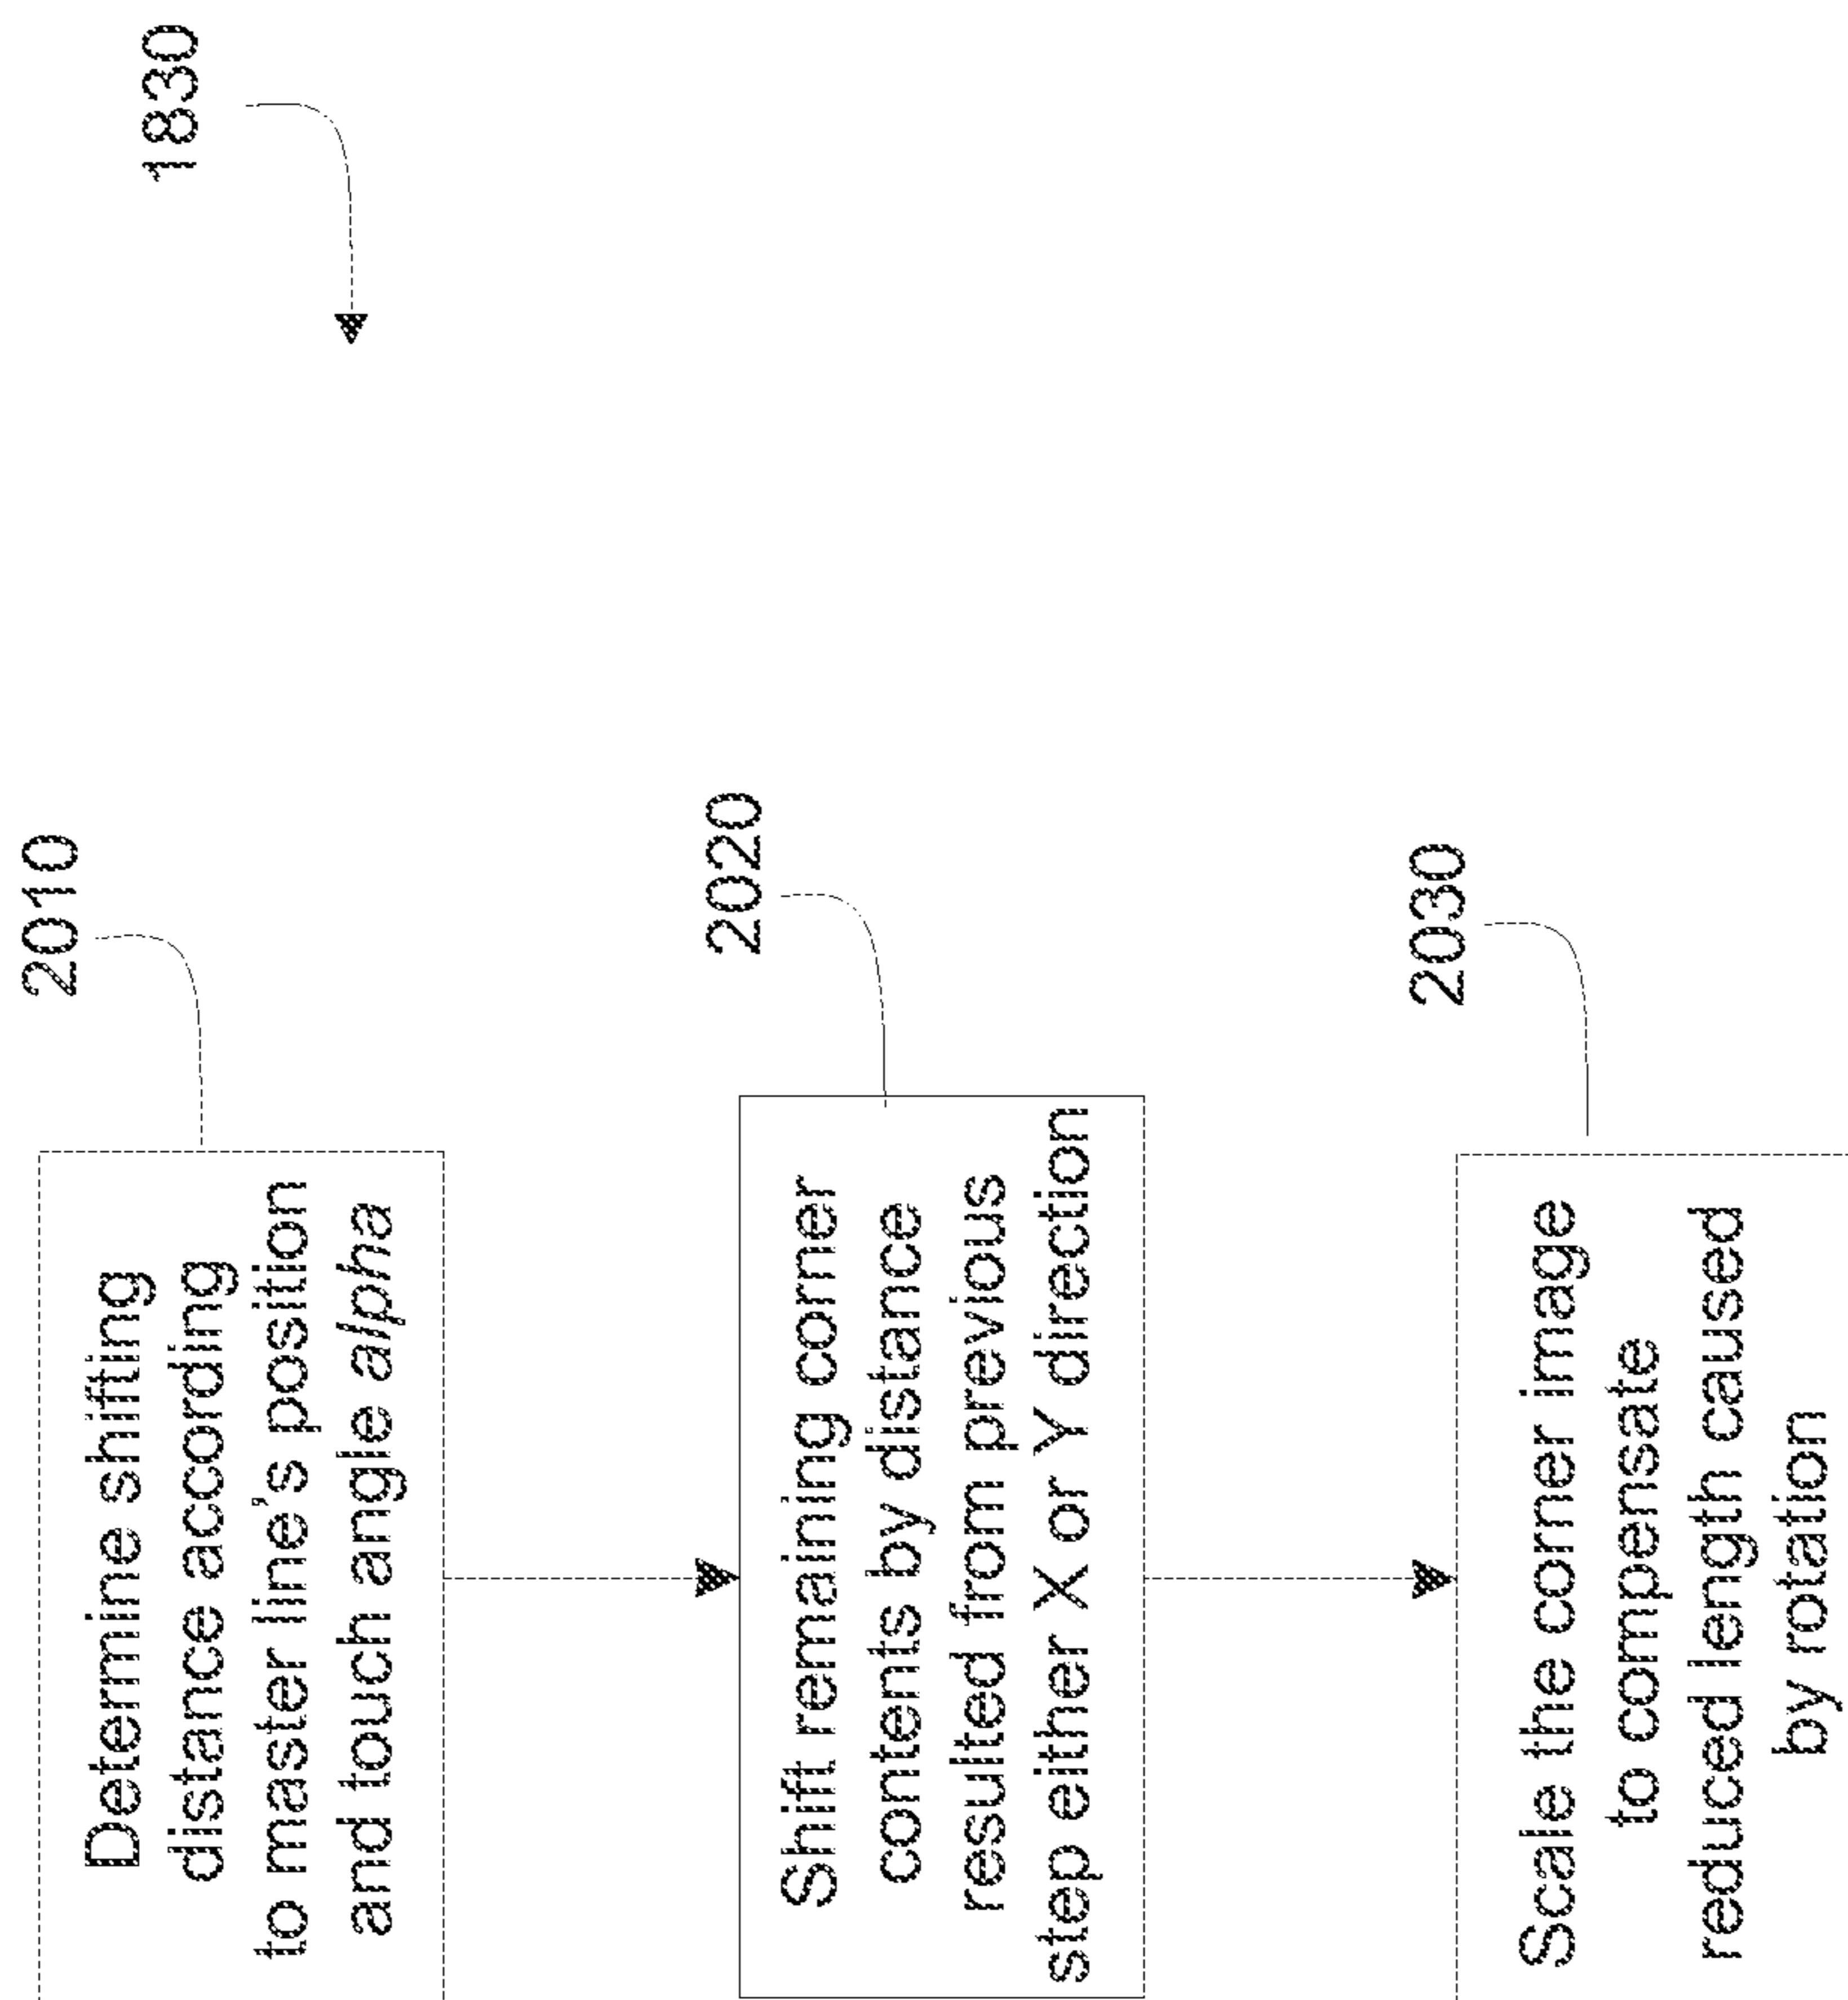 1830
2010
Determine shifting
distance according
to master line's position
and touch angle alpha
2020
Shift remaining corner
contents by distance
resulted from previous
step either X or Y direction
2030
Scale the corner image
to compensate
reduced length caused
by rotation